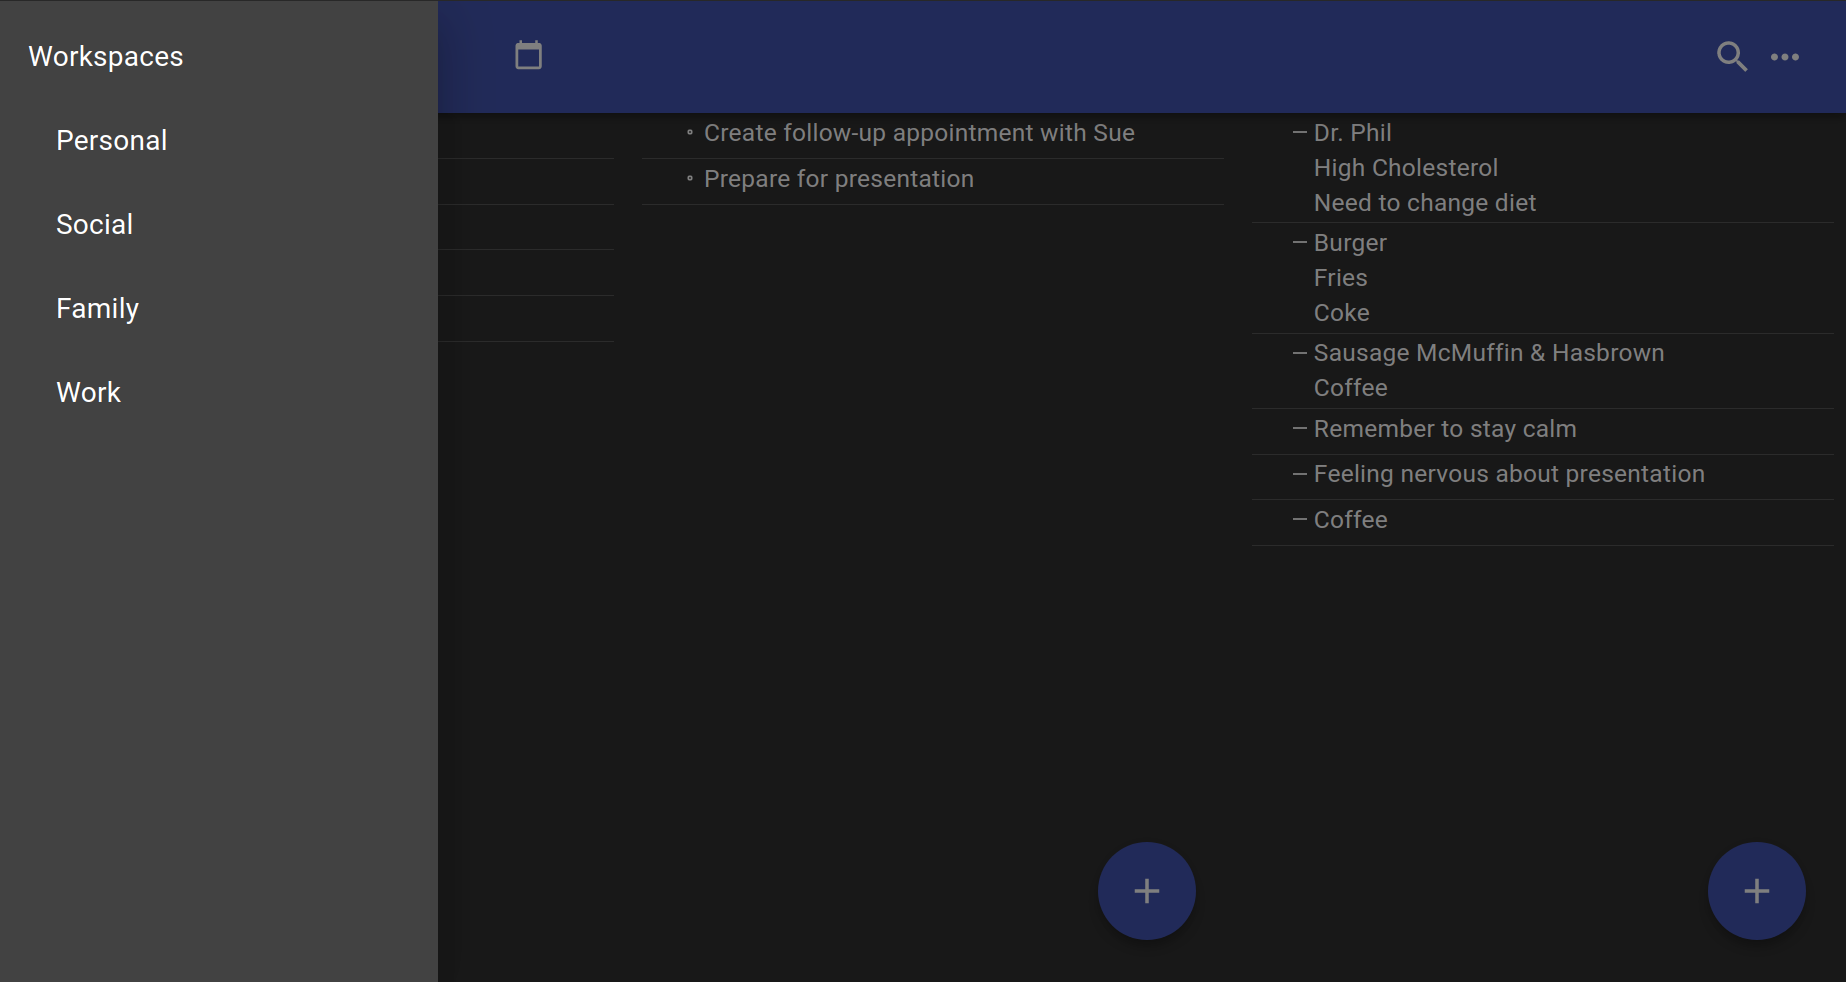 Workspaces
Personal
Social
Family
Work
Create follow-up appointment with Sue
Prepare for presentation
– Dr. Phil
High Cholesterol
Need to change diet
– Burger
Fries
Coke
– Sausage McMuffin & Hasbrown
Coffee
– Remember to stay calm
– Feeling nervous about presentation
– Coffee